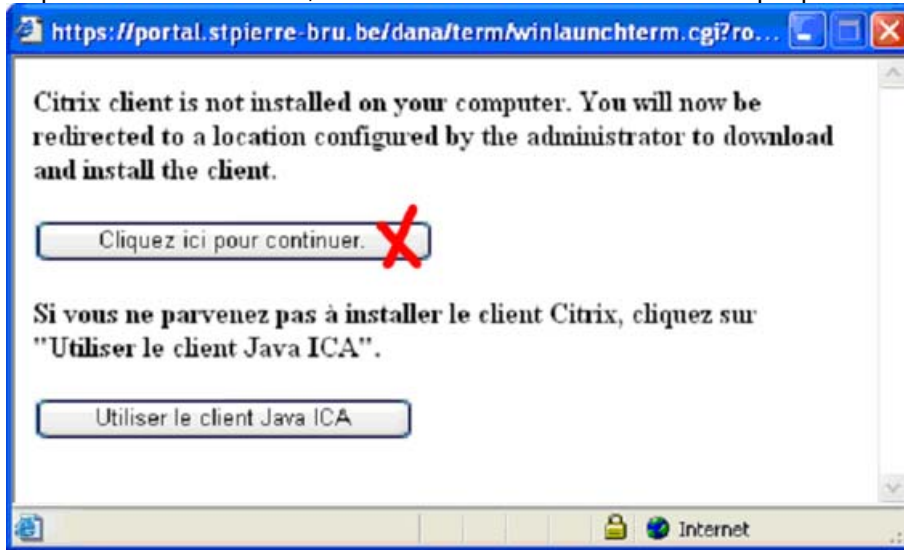 https://portal.stpierre-bru.be/dana/term/winlaunchterm.cgi?ro...
Citrix client is not installed on your computer. You will now be
redirected to a location configured by the administrator to download
and install the client.
Cliquez ici pour continuer.
Si vous ne parvenez pas à installer le client Citrix, cliquez sur
"Utiliser le client Java ICA".
Utiliser le client Java ICA
Internet